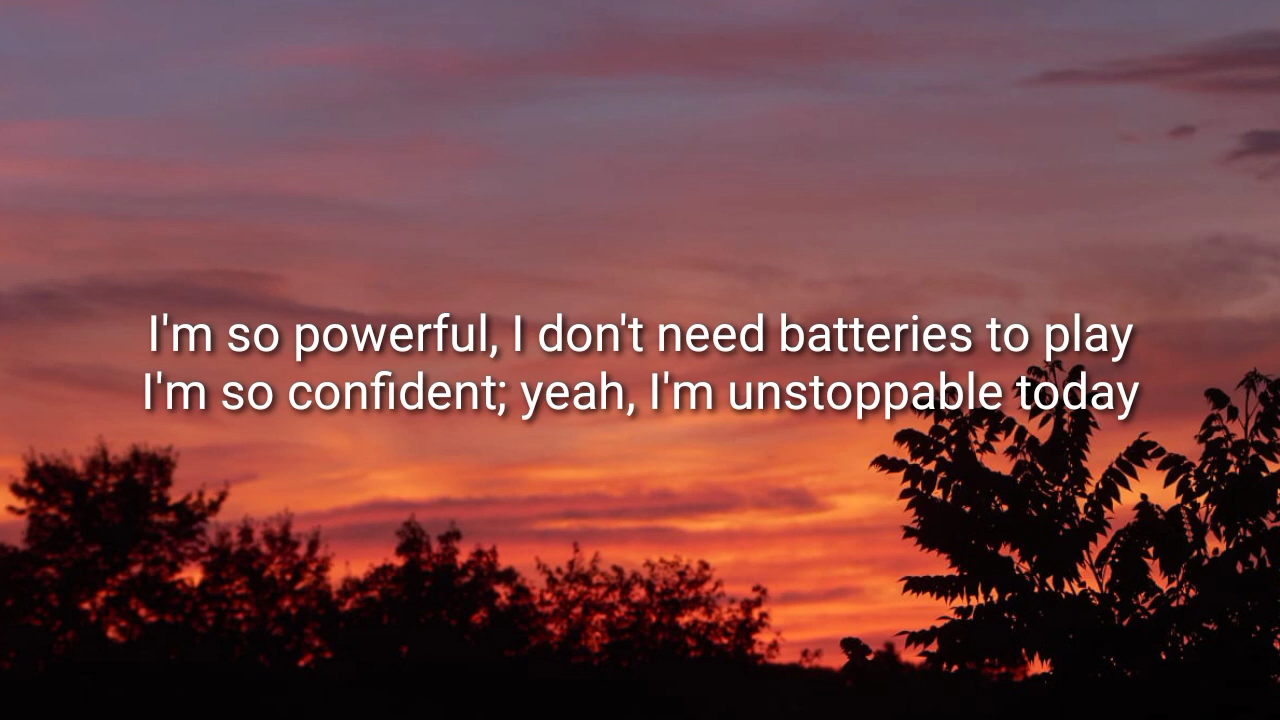 I'm so powerful, I don't need batteries to play
I'm so confident; yeah, I'm unstoppable today